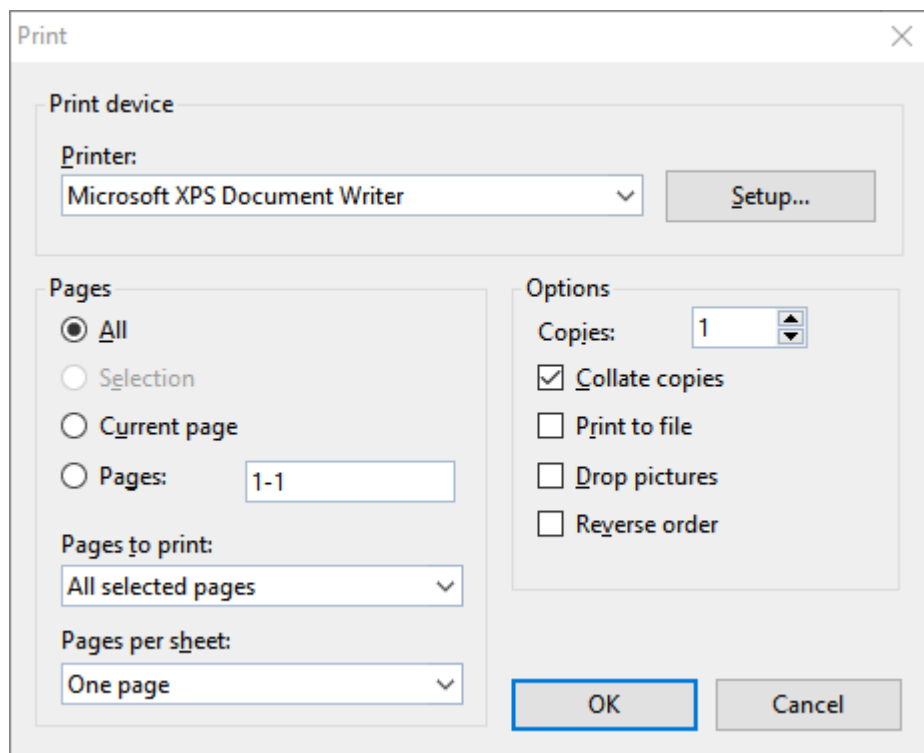 Print
Print device
Printer:
Microsoft XPS Document Writer
Setup...
Pages
All
Selection
Current page
Pages: 1-1
Pages to print:
All selected pages
Pages per sheet:
One page
Options
Copies: 1
Collate copies
Print to file
Drop pictures
Reverse order
OK
Cancel